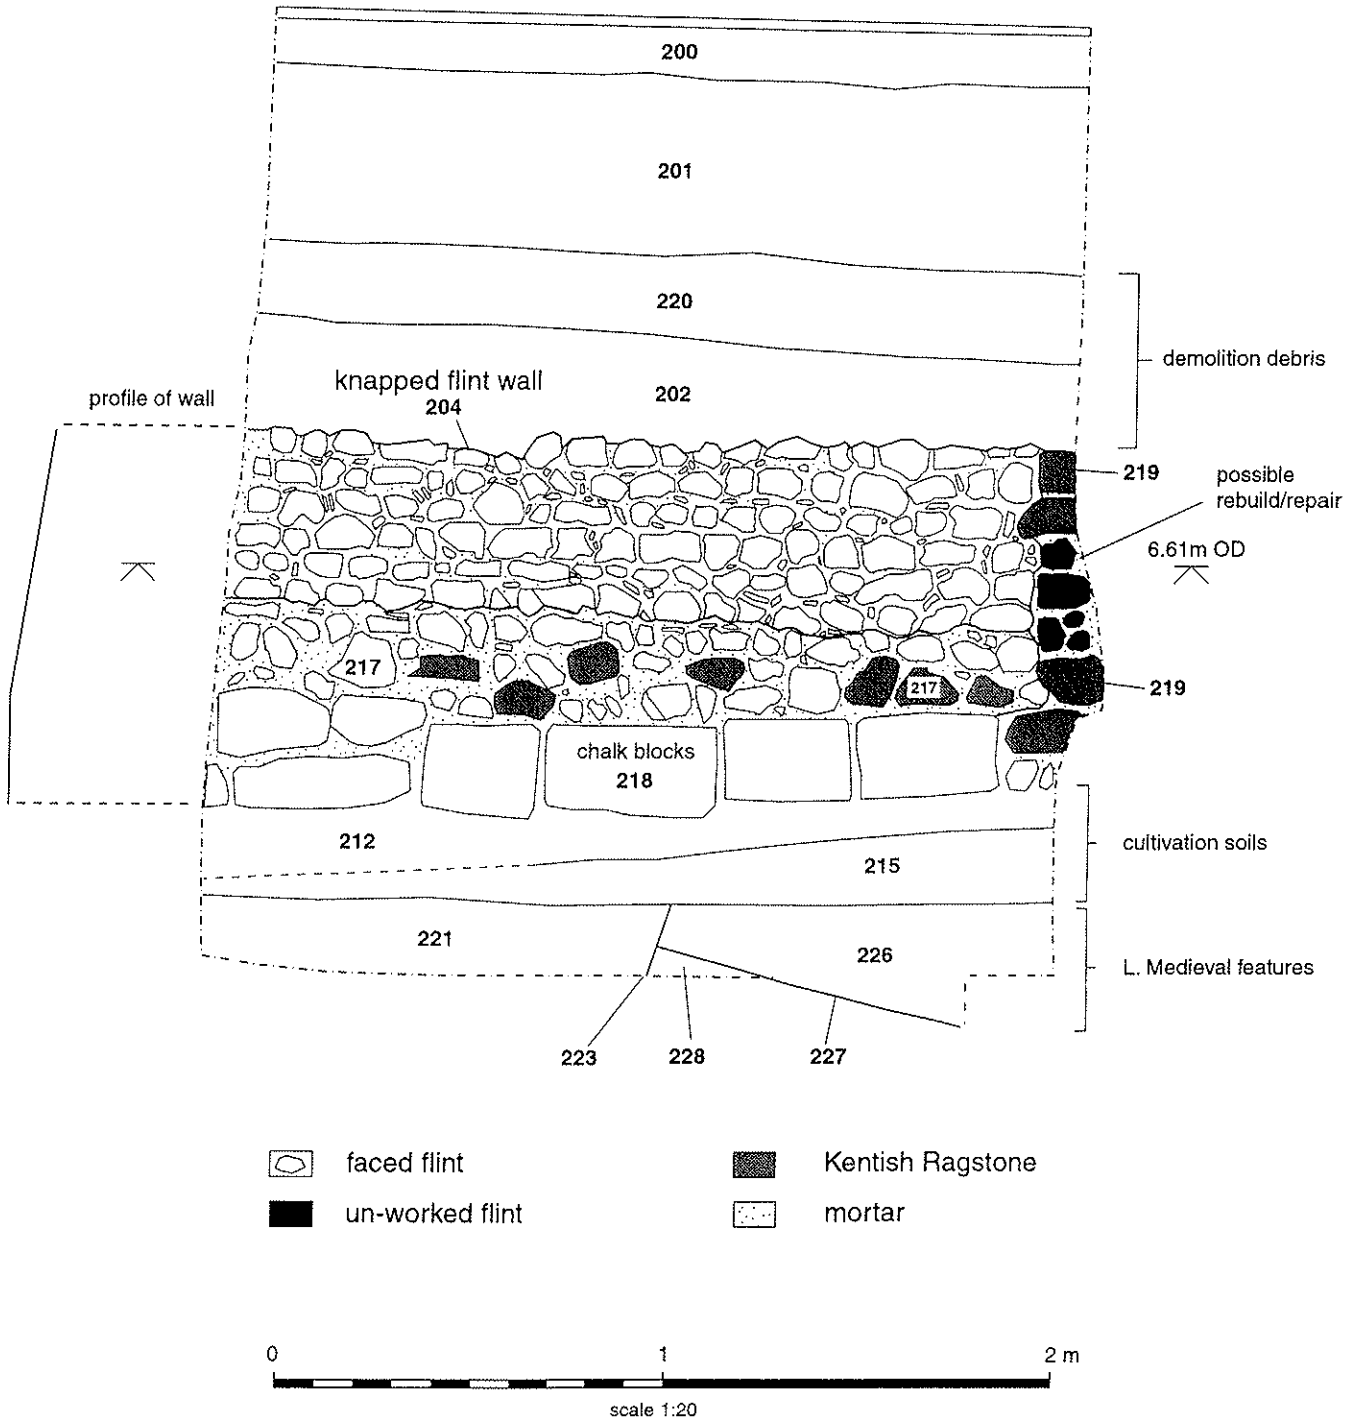 200
201
220
demolition debris
knapped flint wall
204
202
profile of wall
219
possible
rebuild/repair
6.61m OD
217
217
219
chalk blocks
218
212
215
cultivation soils
221
226
L. Medieval features
223
228
227
faced flint
Kentish Ragstone
un-worked flint
mortar
0
1
2 m
scale 1:20